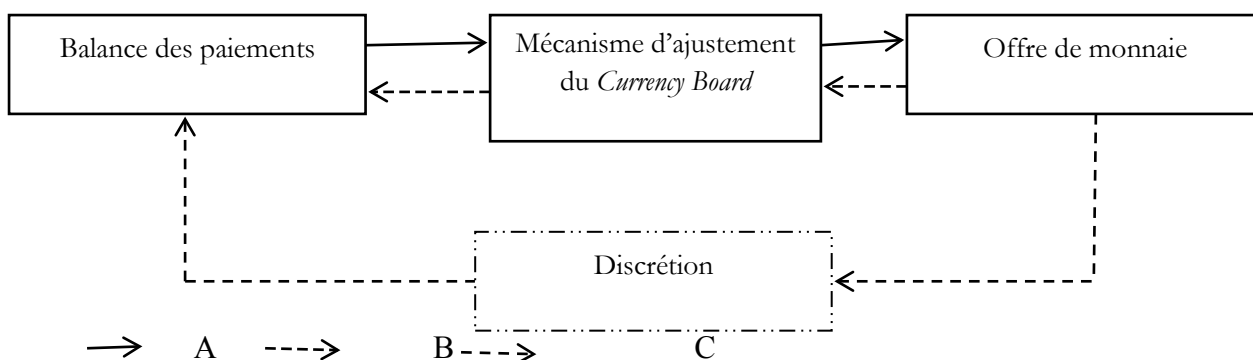 Balance des paiements
Mécanisme d'ajustement
du Currency Board
Offre de monnaie
Discrétion
A B C